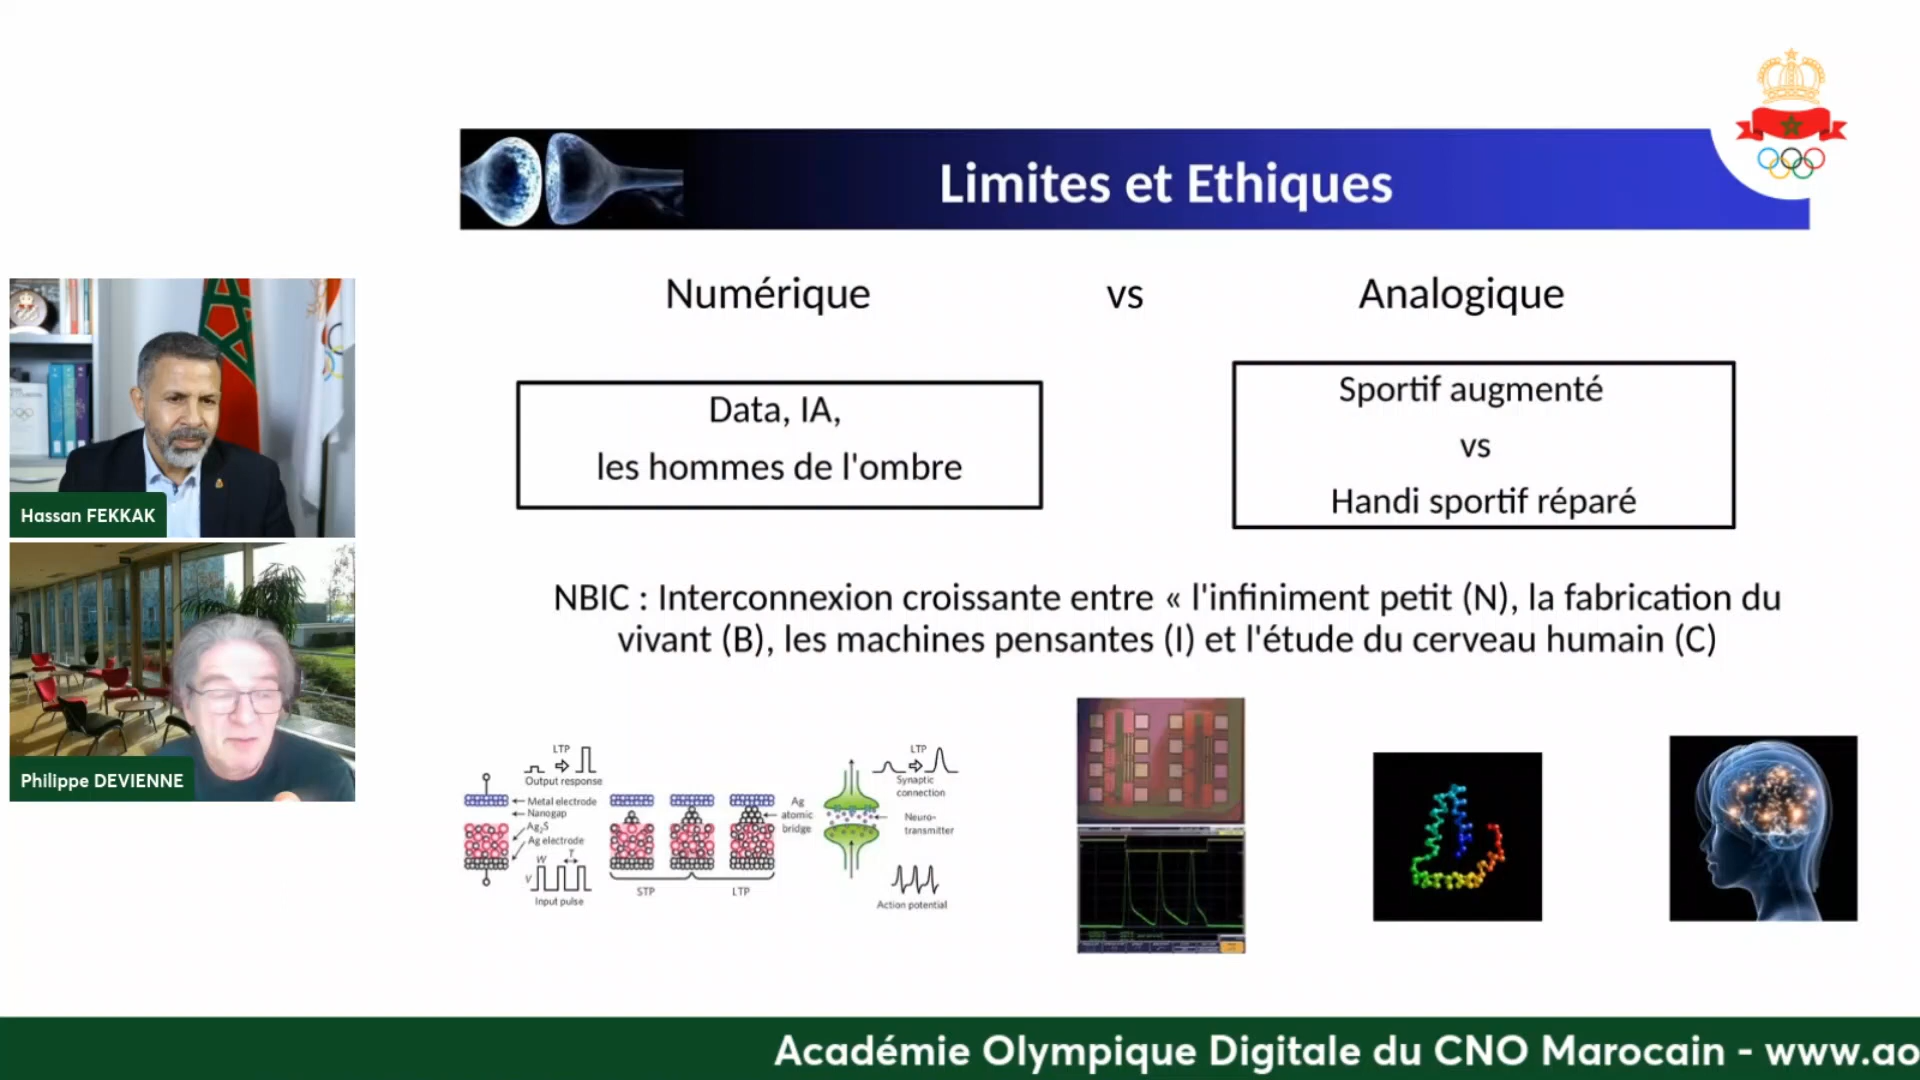 Limites et Ethiques
Numérique vs Analogique
Data, IA,
les hommes de l'ombre
Sportif augmenté
vs
Handi sportif réparé
NBIC : Interconnexion croissante entre « l'infiniment petit (N), la fabrication du
vivant (B), les machines pensantes (I) et l'étude du cerveau humain (C)
Hassan FEKKAK
Philippe DEVIENNE
LTP
Output response
Metal electrode
Nanogap
Ag₂S
Ag electrode
W
T
V
Input pulse
STP
LTP
Ag
atomic
bridge
LTP
Synaptic
connection
Neuro-
transmitter
Action potential
Académie Olympique Digitale du CNO Marocain - www.ao